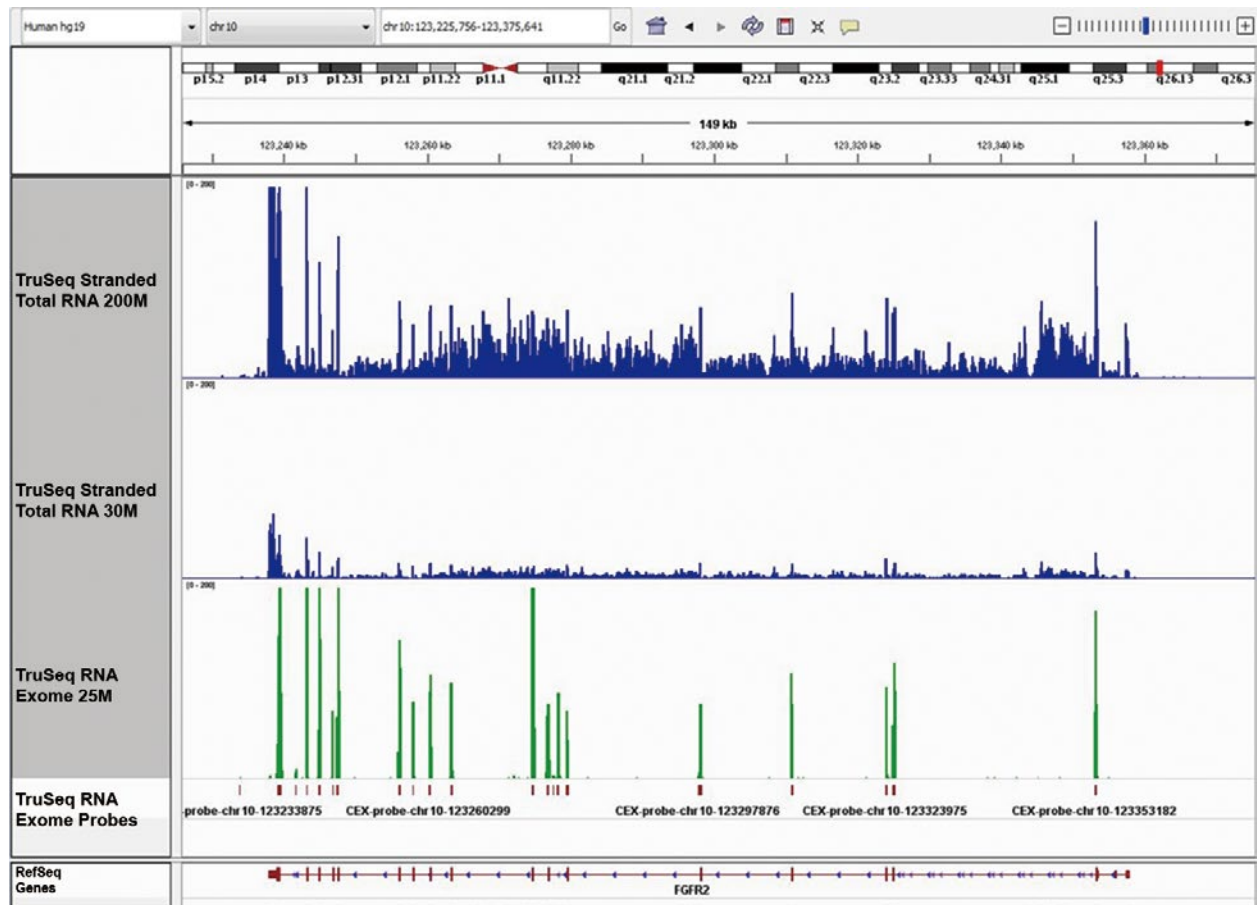 Human hg19 chr10 chr10:123,225,756-123,375,641 Go
p15.2 p14 p13 p12.31 p12.1 p11.22 p11.1 q11.22 q21.1 q21.2 q22.1 q22.3 q23.2 q23.33 q24.31 q25.1 q25.3 q26.13 q26.3
149 kb
123,240 kb 123,260 kb 123,280 kb 123,300 kb 123,320 kb 123,340 kb 123,360 kb
[0 - 200]
TruSeq Stranded
Total RNA 200M
[0 - 200]
TruSeq Stranded
Total RNA 30M
[0 - 200]
TruSeq RNA
Exome 25M
TruSeq RNA
Exome Probes
-probe-chr10-123233875 CEX-probe-chr10-123260299 CEX-probe-chr10-123297876 CEX-probe-chr10-123323975 CEX-probe-chr10-123353182
RefSeq
Genes
FGFR2